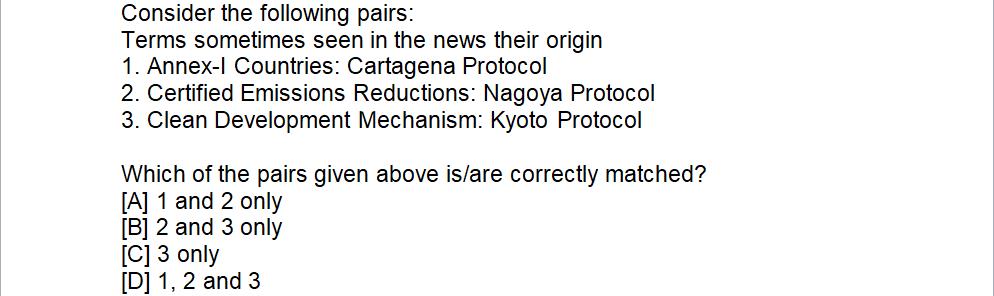 Consider the following pairs:
Terms sometimes seen in the news their origin
1. Annex-I Countries: Cartagena Protocol
2. Certified Emissions Reductions: Nagoya Protocol
3. Clean Development Mechanism: Kyoto Protocol
Which of the pairs given above is/are correctly matched?
[A] 1 and 2 only
[B] 2 and 3 only
[C] 3 only
[D] 1, 2 and 3